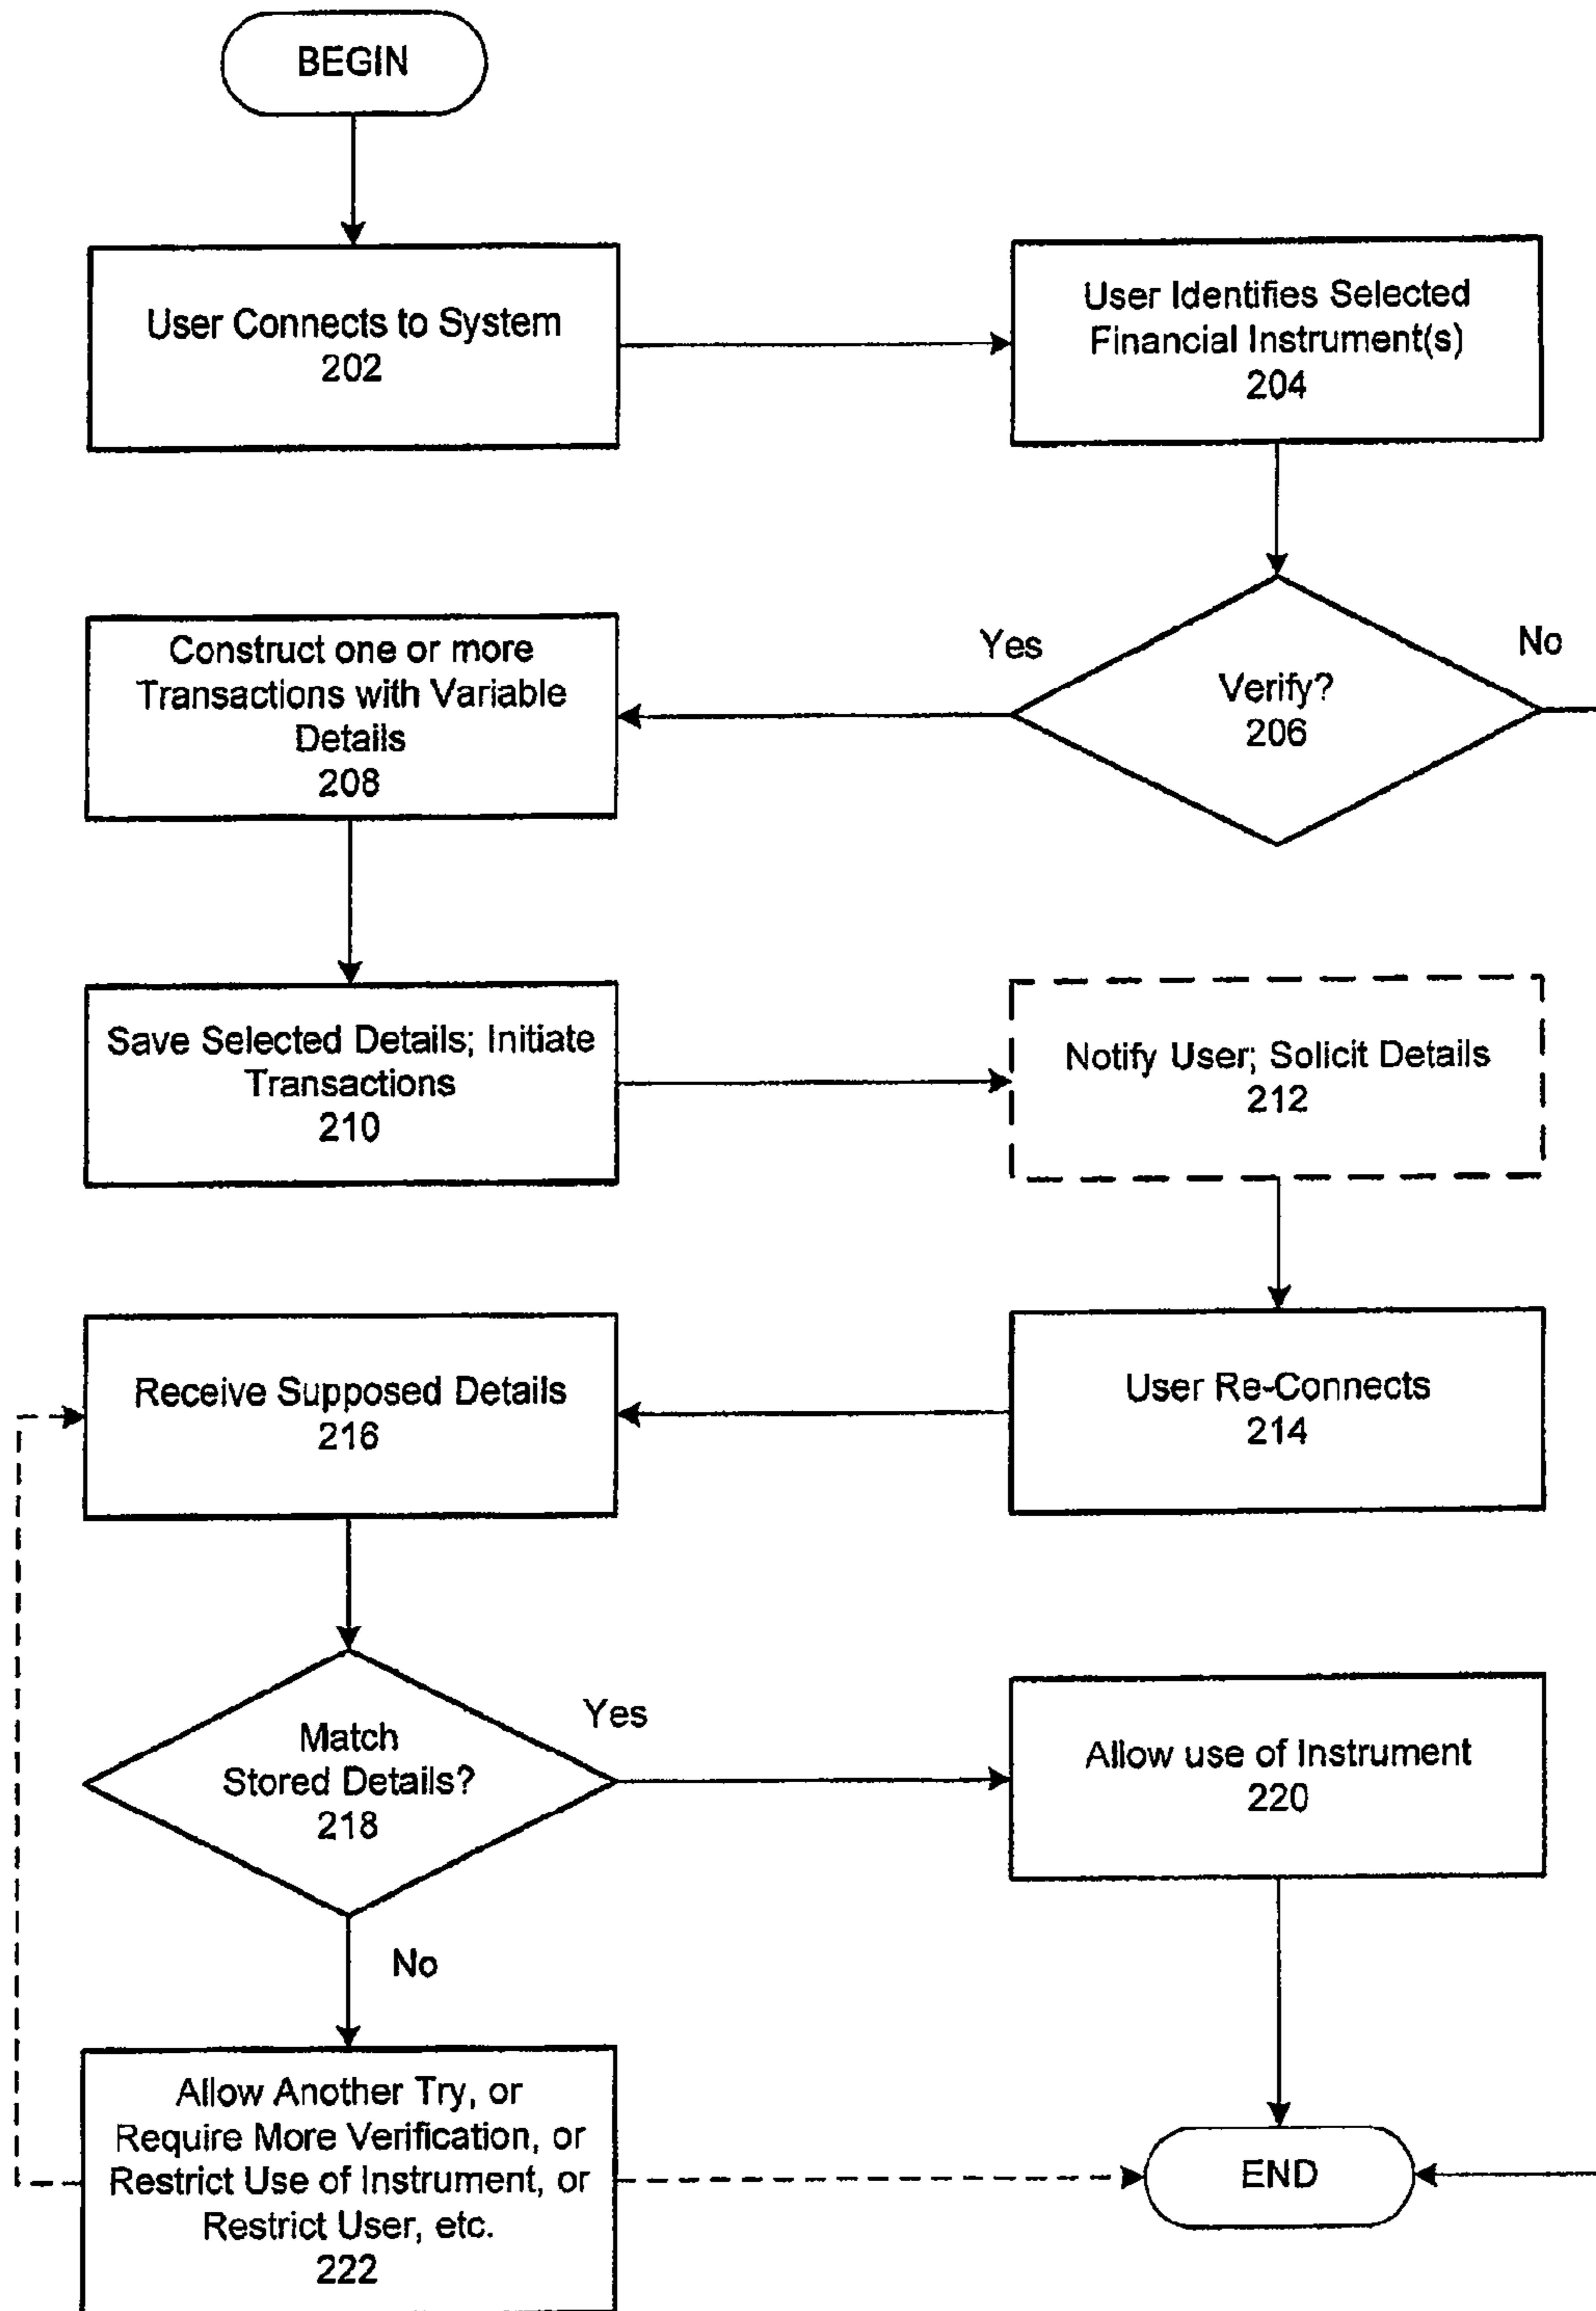 BEGIN
User Connects to System
202
User Identifies Selected
Financial Instrument(s)
204
Verify?
206
Yes
No
Construct one or more
Transactions with Variable
Details
208
Save Selected Details; Initiate
Transactions
210
Notify User; Solicit Details
212
User Re-Connects
214
Receive Supposed Details
216
Match
Stored Details?
218
Yes
No
Allow use of Instrument
220
Allow Another Try, or
Require More Verification, or
Restrict Use of Instrument, or
Restrict User, etc.
222
END